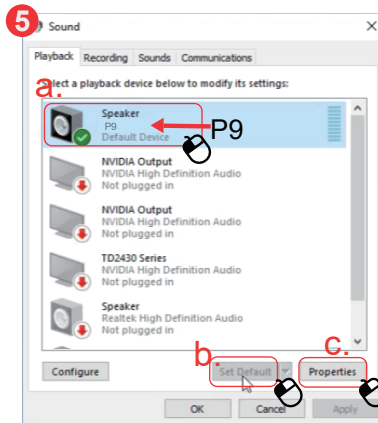 5
Sound
Playback Recording Sounds Communications
Select a playback device below to modify its settings:
a.
Speaker
P9
Default Device
P9
NVIDIA Output
NVIDIA High Definition Audio
Not plugged in
NVIDIA Output
NVIDIA High Definition Audio
Not plugged in
TD2430 Series
NVIDIA High Definition Audio
Not plugged in
Speaker
Realtek High Definition Audio
Not plugged in
b.
c.
Configure Set Default Properties
OK Cancel Apply